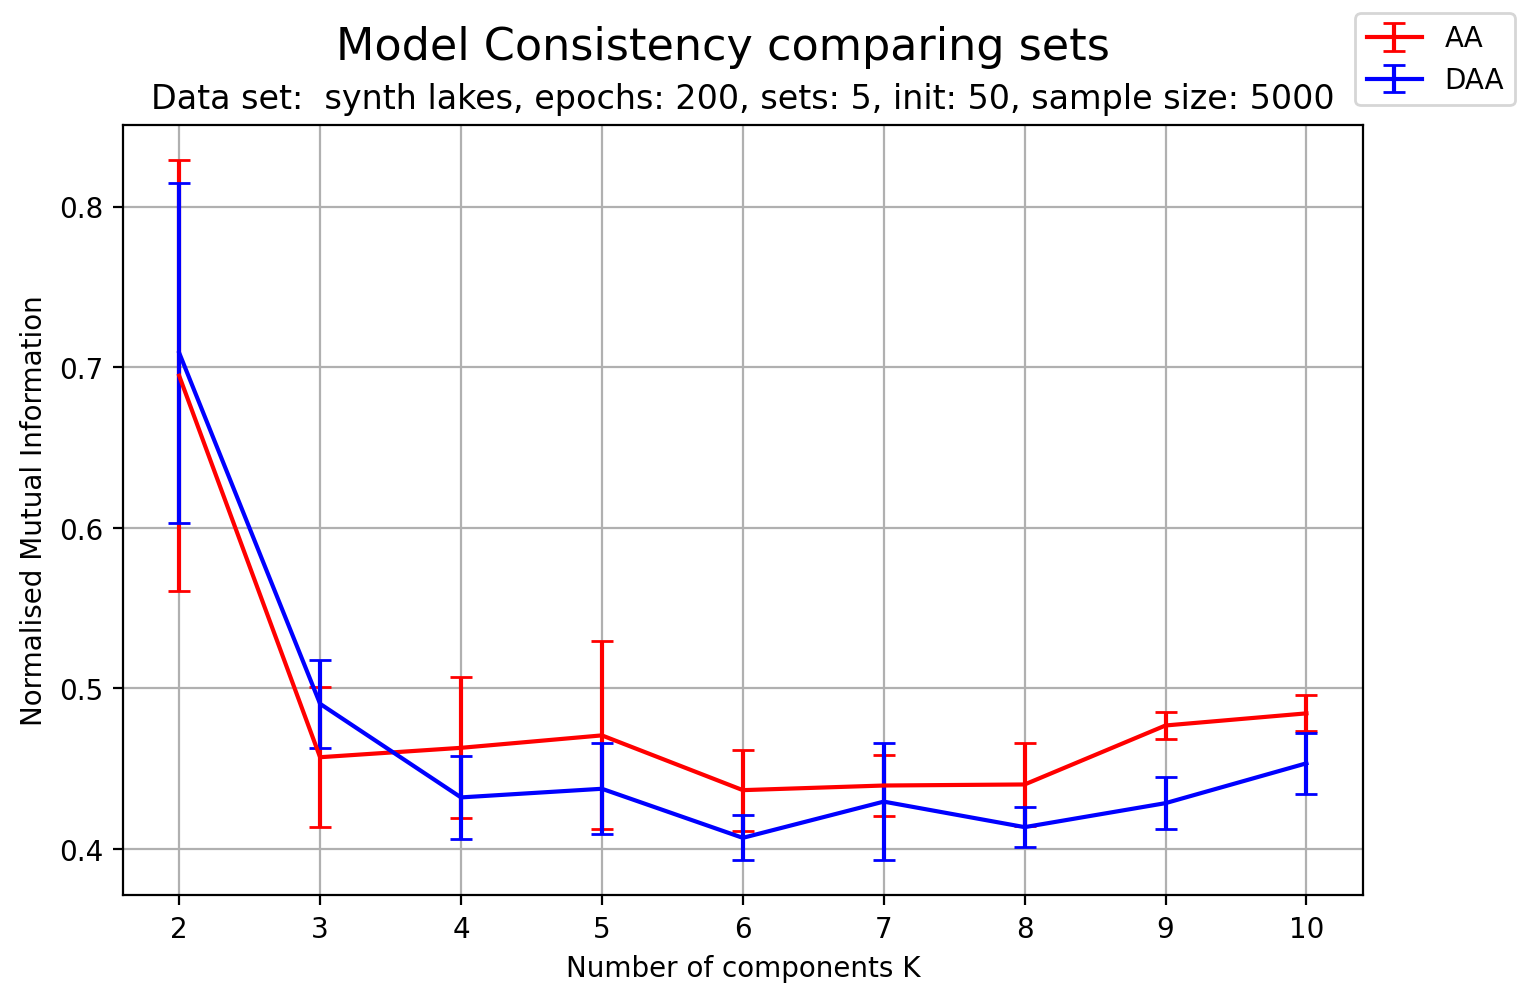 Model Consistency comparing sets
Data set:  synth lakes, epochs: 200, sets: 5, init: 50, sample size: 5000
AA
DAA
Normalised Mutual Information
0.8
0.7
0.6
0.5
0.4
2 3 4 5 6 7 8 9 10
Number of components K